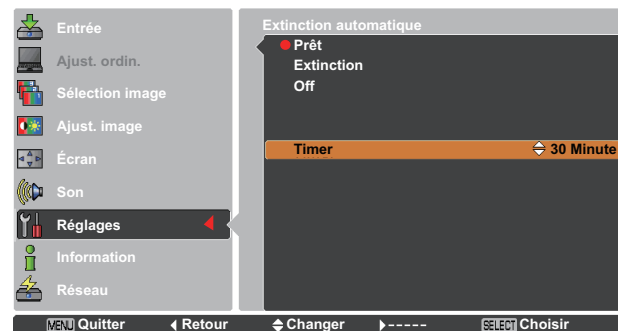 Entrée
Ajust. ordin.
Sélection image
Ajust. image
Écran
Son
Réglages
Information
Réseau
Extinction automatique
Prêt
Extinction
Off
Timer 30 Minute
MENU Quitter Retour Changer ----- SELECT Choisir